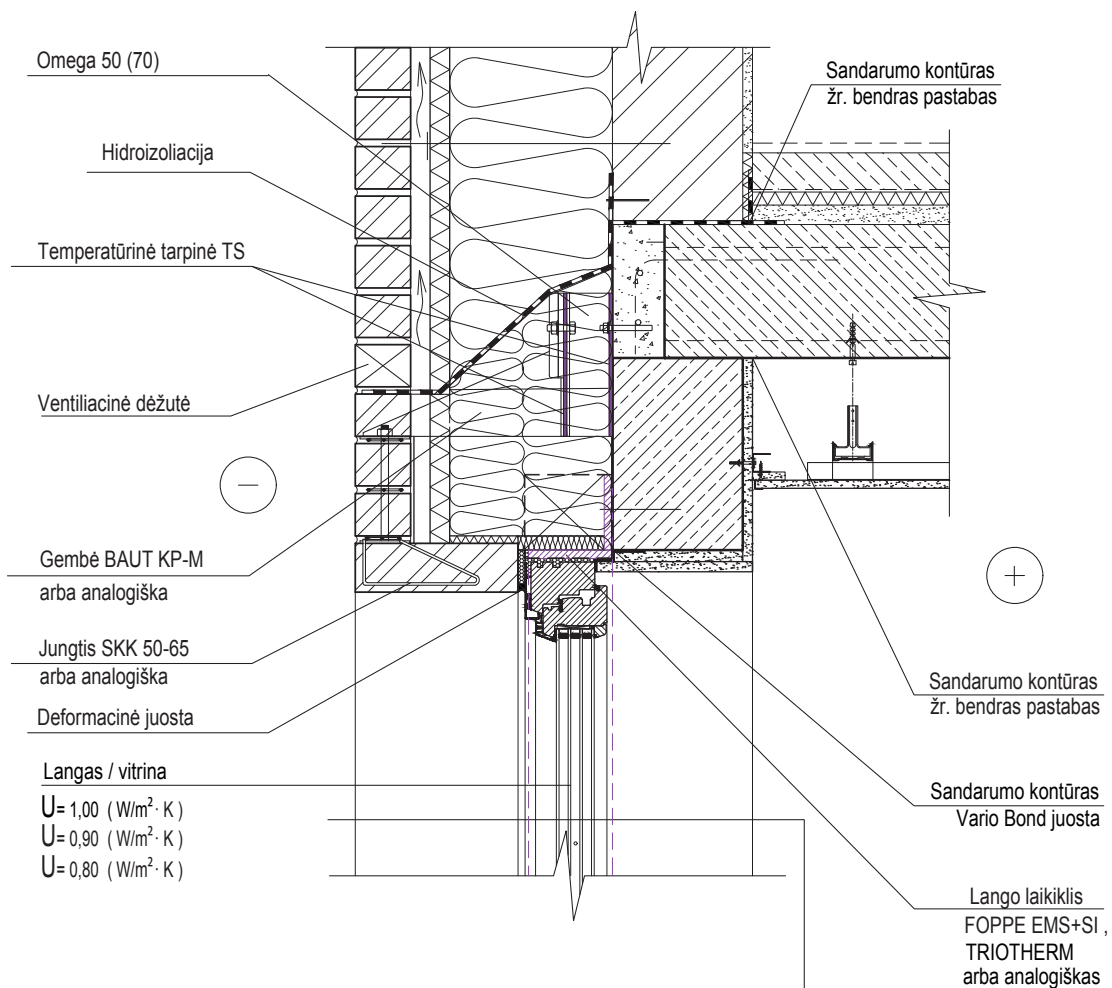 Omega 50 (70)
Hidroizoliacija
Temperatūrinė tarpinė TS
Ventiliacinė dėžutė
−
Gembė BAUT KP-M
arba analogiška
Jungtis SKK 50-65
arba analogiška
Deformacinė juosta
Langas / vitrina
U= 1,00 ( W/m²· K )
U= 0,90 ( W/m²· K )
U= 0,80 ( W/m²· K )
Sandarumo kontūras
žr. bendras pastabas
+
Sandarumo kontūras
žr. bendras pastabas
Sandarumo kontūras
Vario Bond juosta
Lango laikiklis
FOPPE EMS+SI ,
TRIOTHERM
arba analogiškas